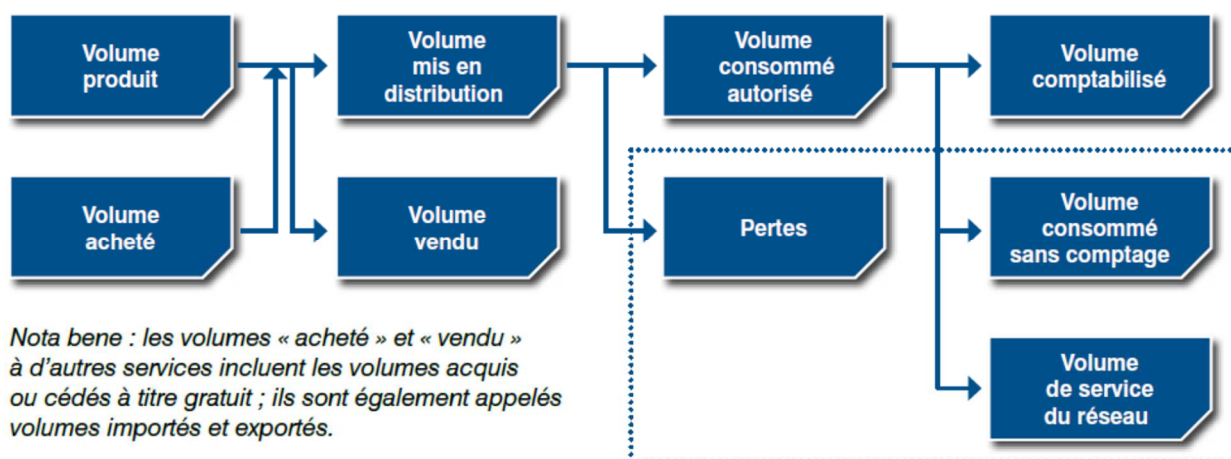 Volume
produit
Volume
mis en
distribution
Volume
consommé
autorisé
Volume
comptabilisé
Volume
acheté
Volume
vendu
Pertes
Volume
consommé
sans comptage
Nota bene : les volumes « acheté » et « vendu »
à d'autres services incluent les volumes acquis
ou cédés à titre gratuit ; ils sont également appelés
volumes importés et exportés.
Volume
de service
du réseau